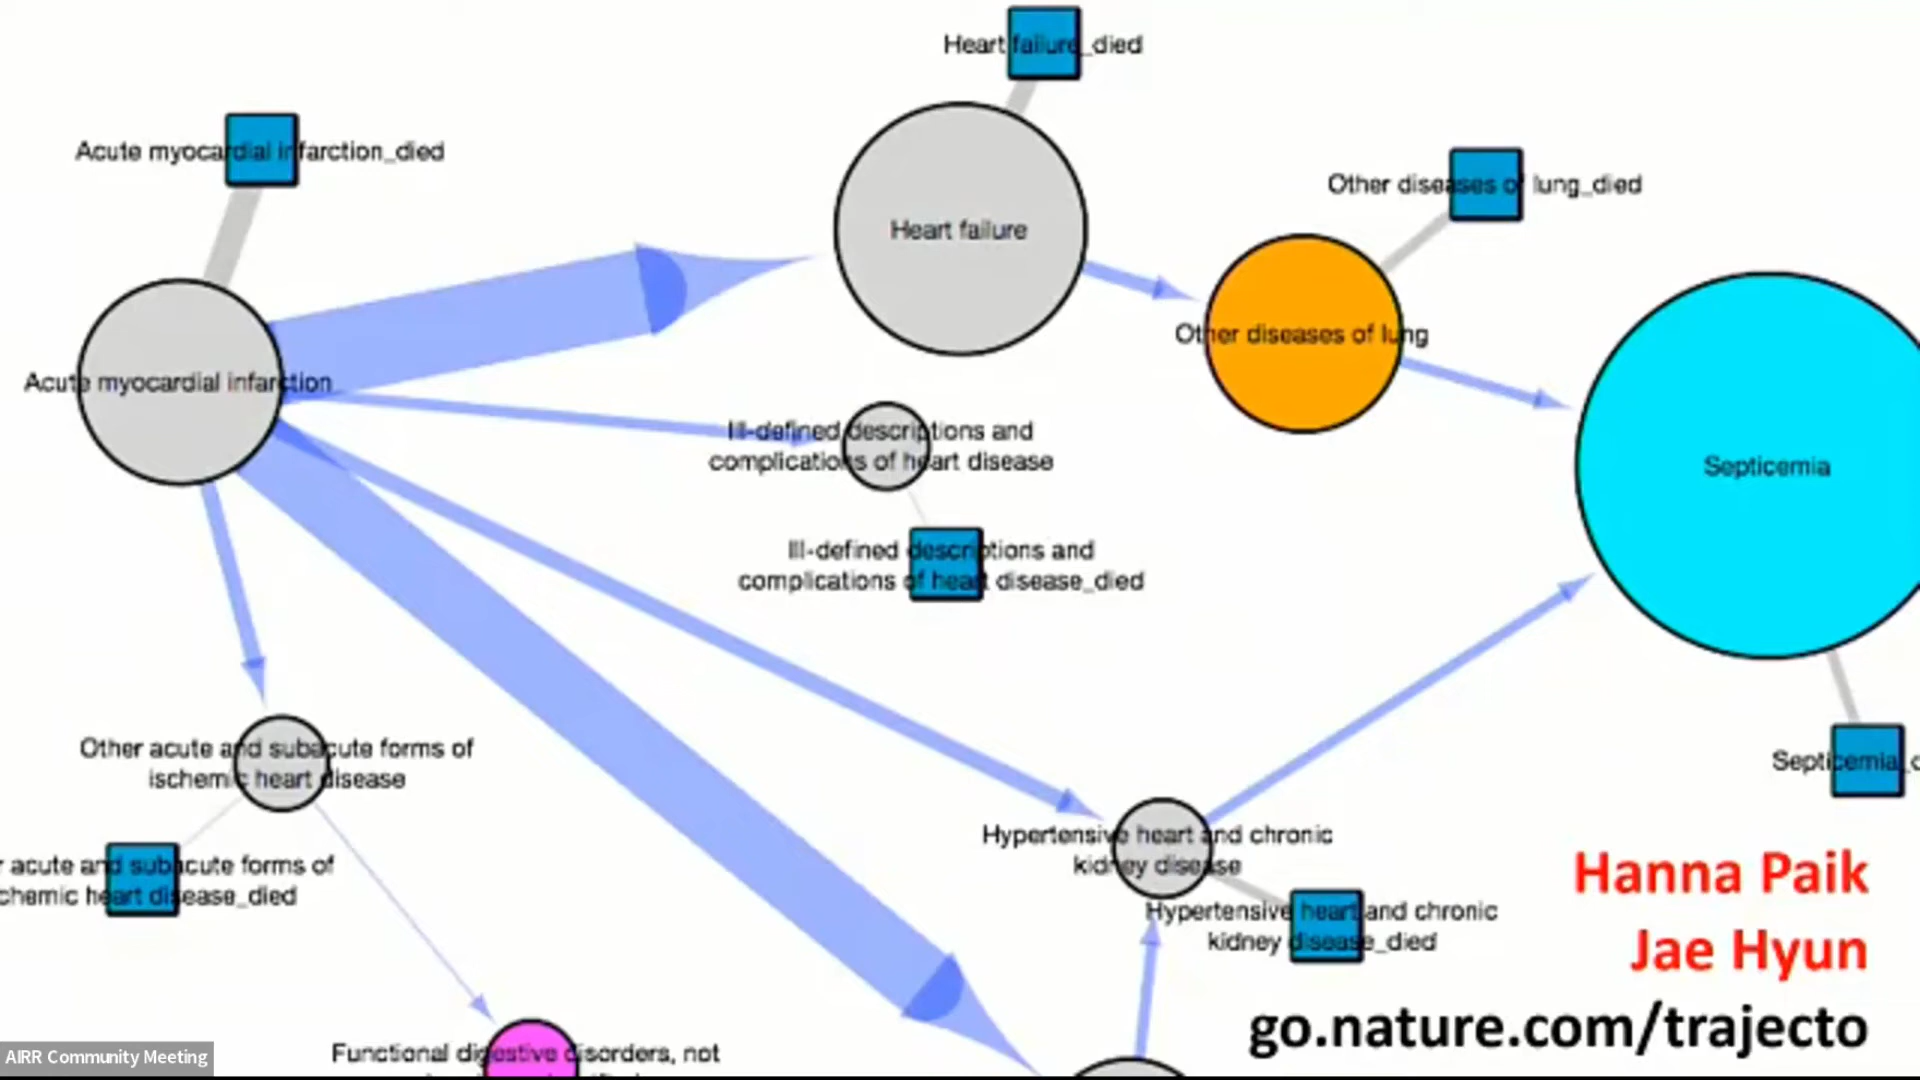 Heart failure_died
Acute myocardial infarction_died
Other diseases of lung_died
Heart failure
Other diseases of lung
Acute myocardial infarction
Ill-defined descriptions and
complications of heart disease
Septicemia
Ill-defined descriptions and
complications of heart disease_died
Other acute and subacute forms of
ischemic heart disease
Septicemia
Hypertensive heart and chronic
kidney disease
acute and subacute forms of
chemic heart disease_died
Hypertensive heart and chronic
kidney disease_died
Hanna Paik
Jae Hyun
go.nature.com/trajecto
Functional digestive disorders, not
AIRR Community Meeting